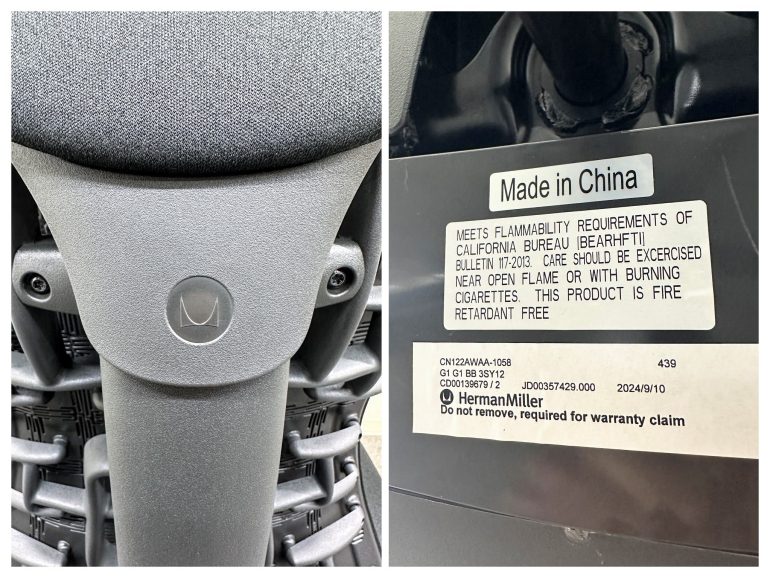 Made in China
MEETS FLAMMABILITY REQUIREMENTS OF
CALIFORNIA BUREAU [BEARHFTI]
BULLETIN 117-2013. CARE SHOULD BE EXCERCISED
NEAR OPEN FLAME OR WITH BURNING
CIGARETTES. THIS PRODUCT IS FIRE
RETARDANT FREE
CN122AWAA-1058 439
G1 G1 BB 3SY12
CD00139679 / 2 JD00357429.000 2024/9/10
HermanMiller
Do not remove, required for warranty claim